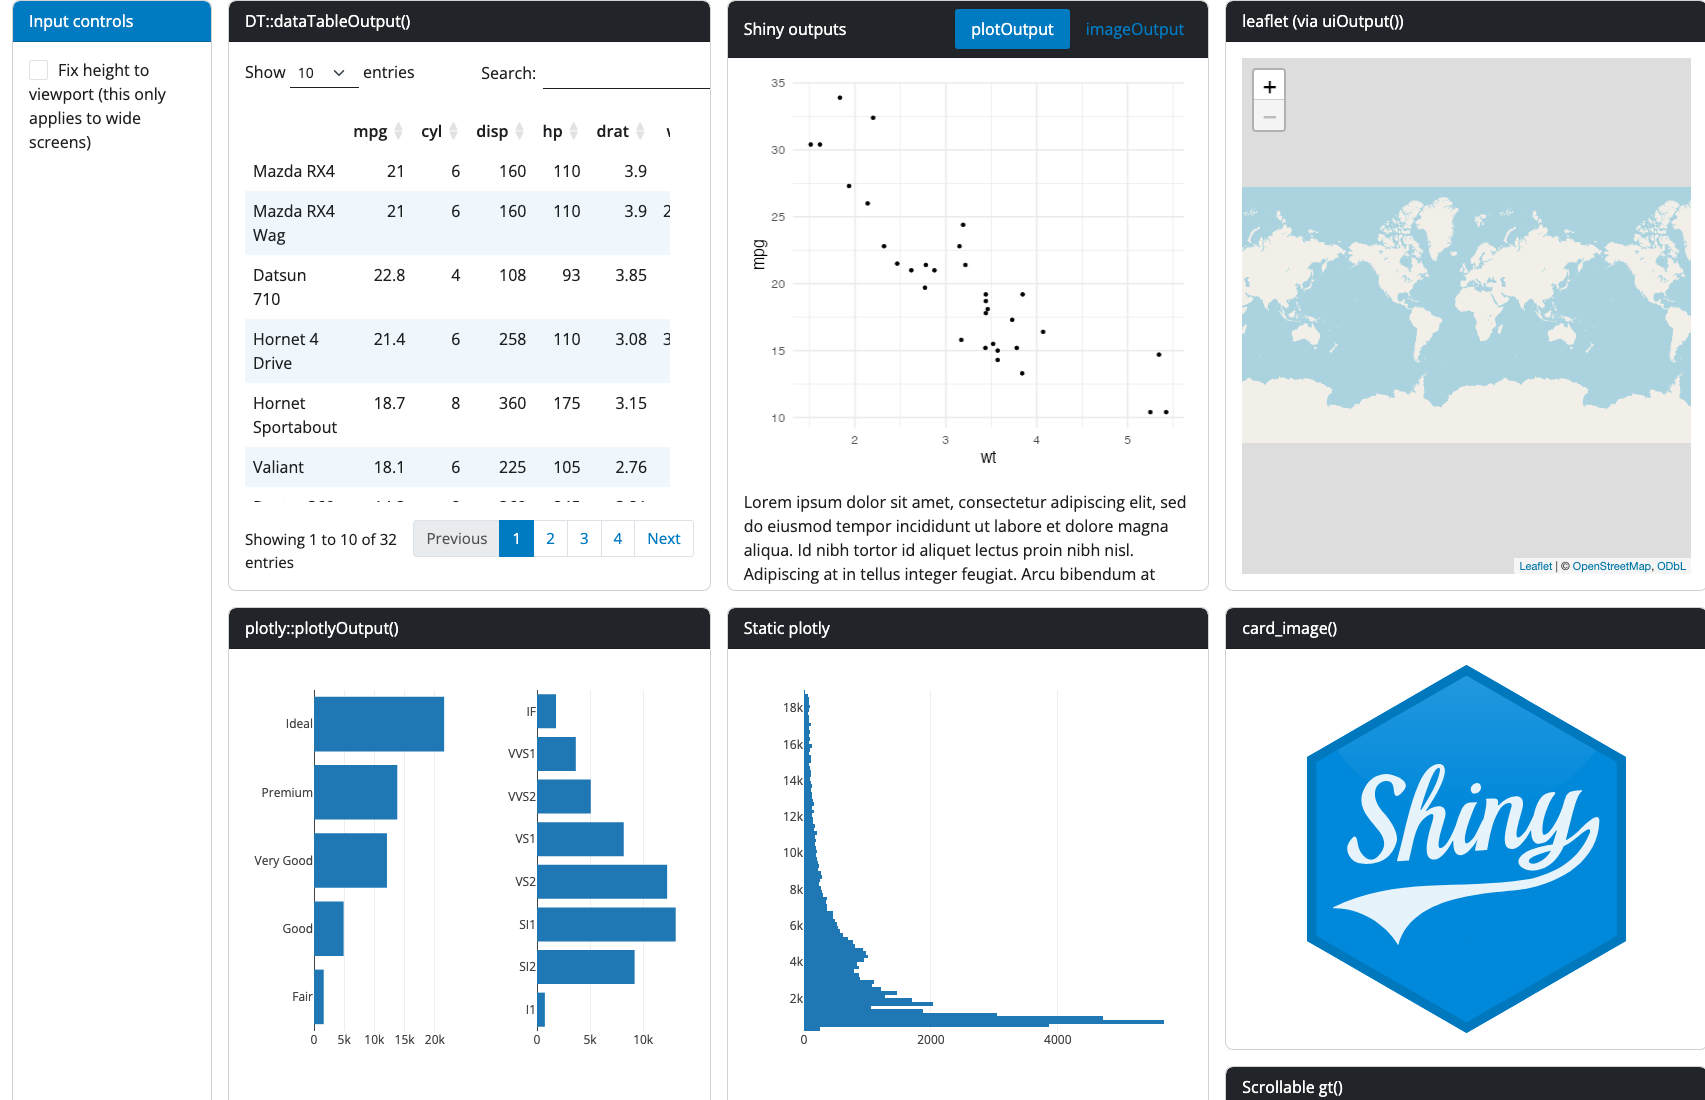 Input controls
Fix height to
viewport (this only
applies to wide
screens)
DT::dataTableOutput()
Show 10 entries
Search:
mpg cyl disp hp drat
Mazda RX4 21 6 160 110 3.9
Mazda RX4 21 6 160 110 3.9 2
Wag
Datsun 22.8 4 108 93 3.85
710
Hornet 4 21.4 6 258 110 3.08 3
Drive
Hornet 18.7 8 360 175 3.15
Sportabout
Valiant 18.1 6 225 105 2.76
Showing 1 to 10 of 32
entries
Previous 1 2 3 4 Next
Shiny outputs
plotOutput
imageOutput
35
30
25
20
15
10
mpg
2 3 4 5
wt
Lorem ipsum dolor sit amet, consectetur adipiscing elit, sed
do eiusmod tempor incididunt ut labore et dolore magna
aliqua. Id nibh tortor id aliquet lectus proin nibh nisl.
Adipiscing at in tellus integer feugiat. Arcu bibendum at
leaflet (via uiOutput())
+
−
Leaflet | © OpenStreetMap, ODbL
plotly::plotlyOutput()
Ideal
Premium
Very Good
Good
Fair
0 5k 10k 15k 20k
IF
VVS1
VVS2
VS1
VS2
SI1
SI2
I1
0 5k 10k
Static plotly
18k
16k
14k
12k
10k
8k
6k
4k
2k
0 2000 4000
card_image()
Shiny
Scrollable gt()